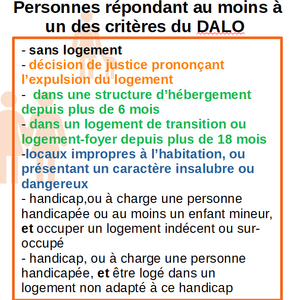 Personnes répondant au moins à
un des critères du DALO
- sans logement
- décision de justice prononçant
l'expulsion du logement
-  dans une structure d'hébergement
depuis plus de 6 mois
- dans un logement de transition ou
logement-foyer depuis plus de 18 mois
-locaux impropres à l'habitation, ou
présentant un caractère insalubre ou
dangereux
- handicap,ou à charge une personne
handicapée ou au moins un enfant mineur,
et occuper un logement indécent ou sur-
occupé
- handicap, ou à charge une personne
handicapée, et être logé dans un
logement non adapté à ce handicap